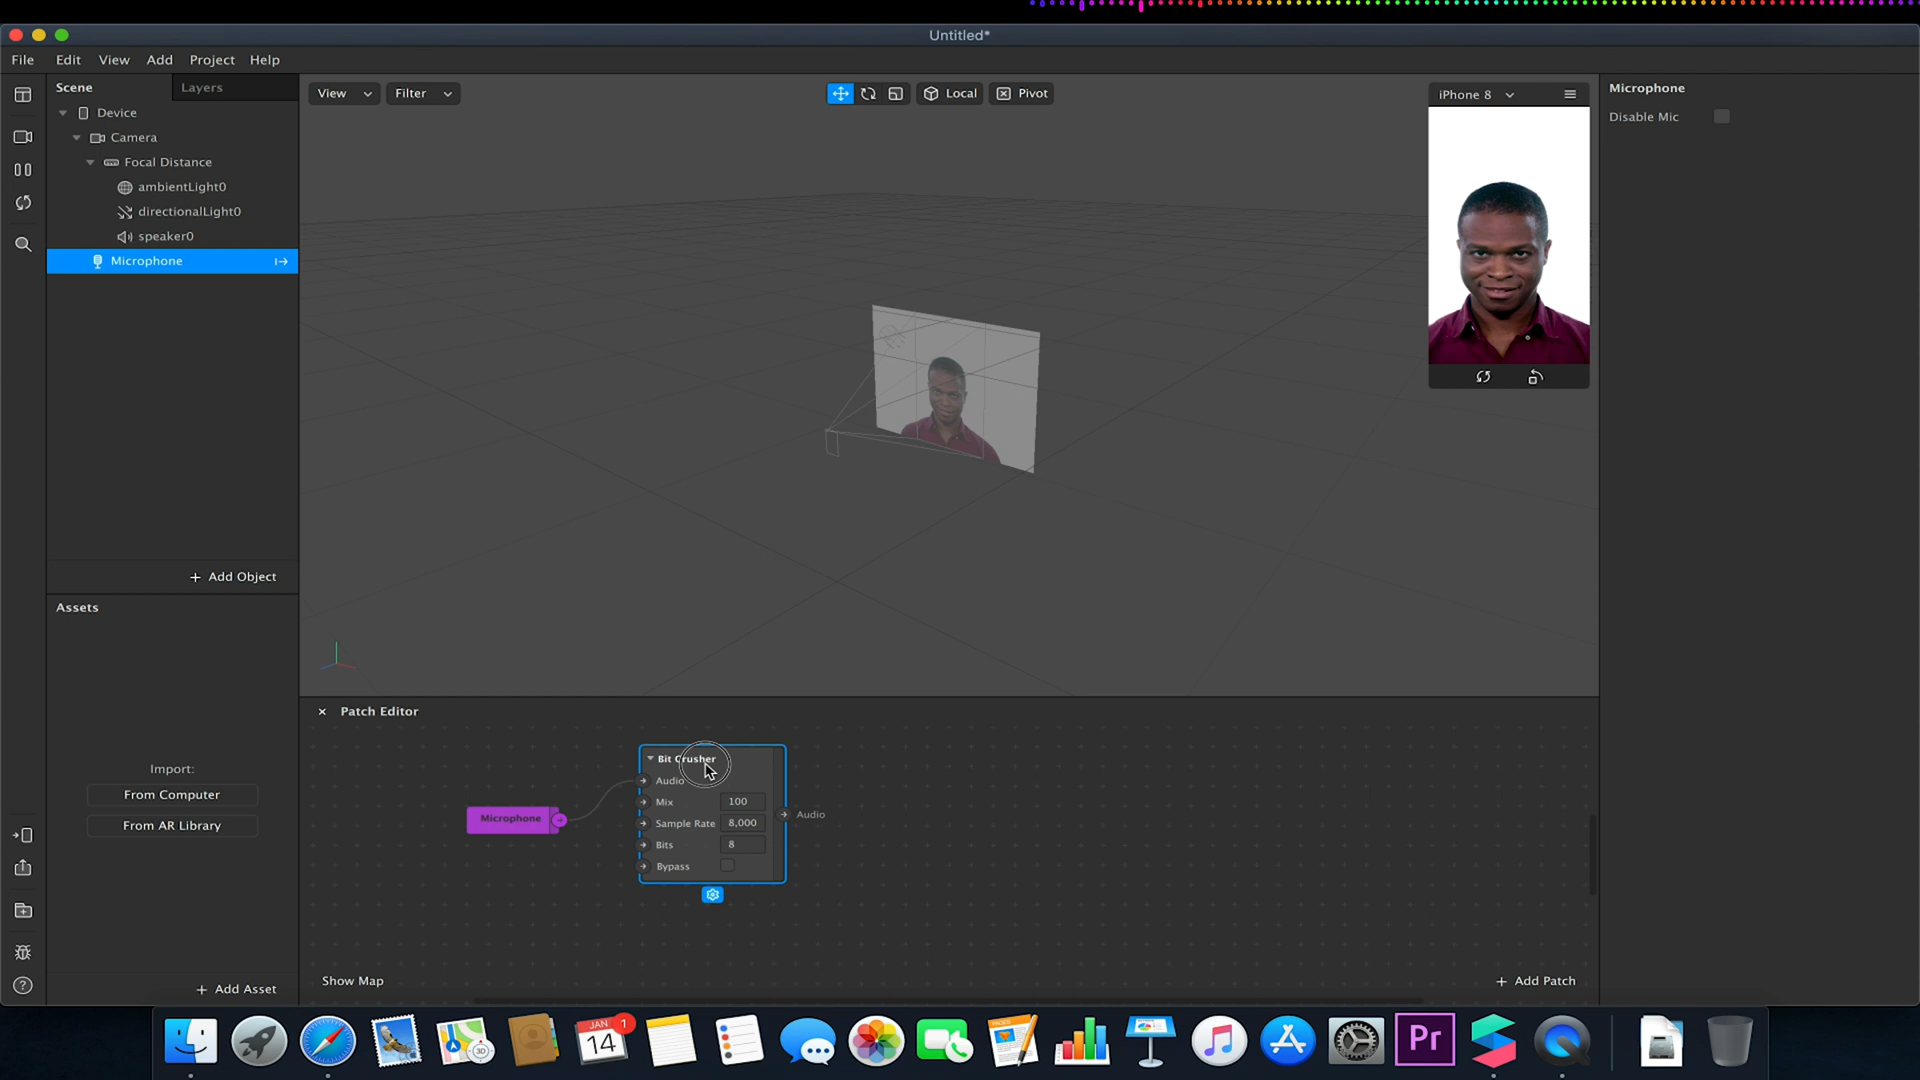 Untitled*
File Edit View Add Project Help
Scene Layers
Device
Camera
Focal Distance
ambientLight0
directionalLight0
speaker0
Microphone
+ Add Object
Assets
Import:
From Computer
From AR Library
+ Add Asset
View Filter Local Pivot
iPhone 8
Microphone
Disable Mic
× Patch Editor
Microphone
Bit Crusher
Audio
Mix 100
Sample Rate 8,000
Bits 8
Bypass
Audio
Show Map
+ Add Patch
JAN
14
1
3D
PAGES
Pr